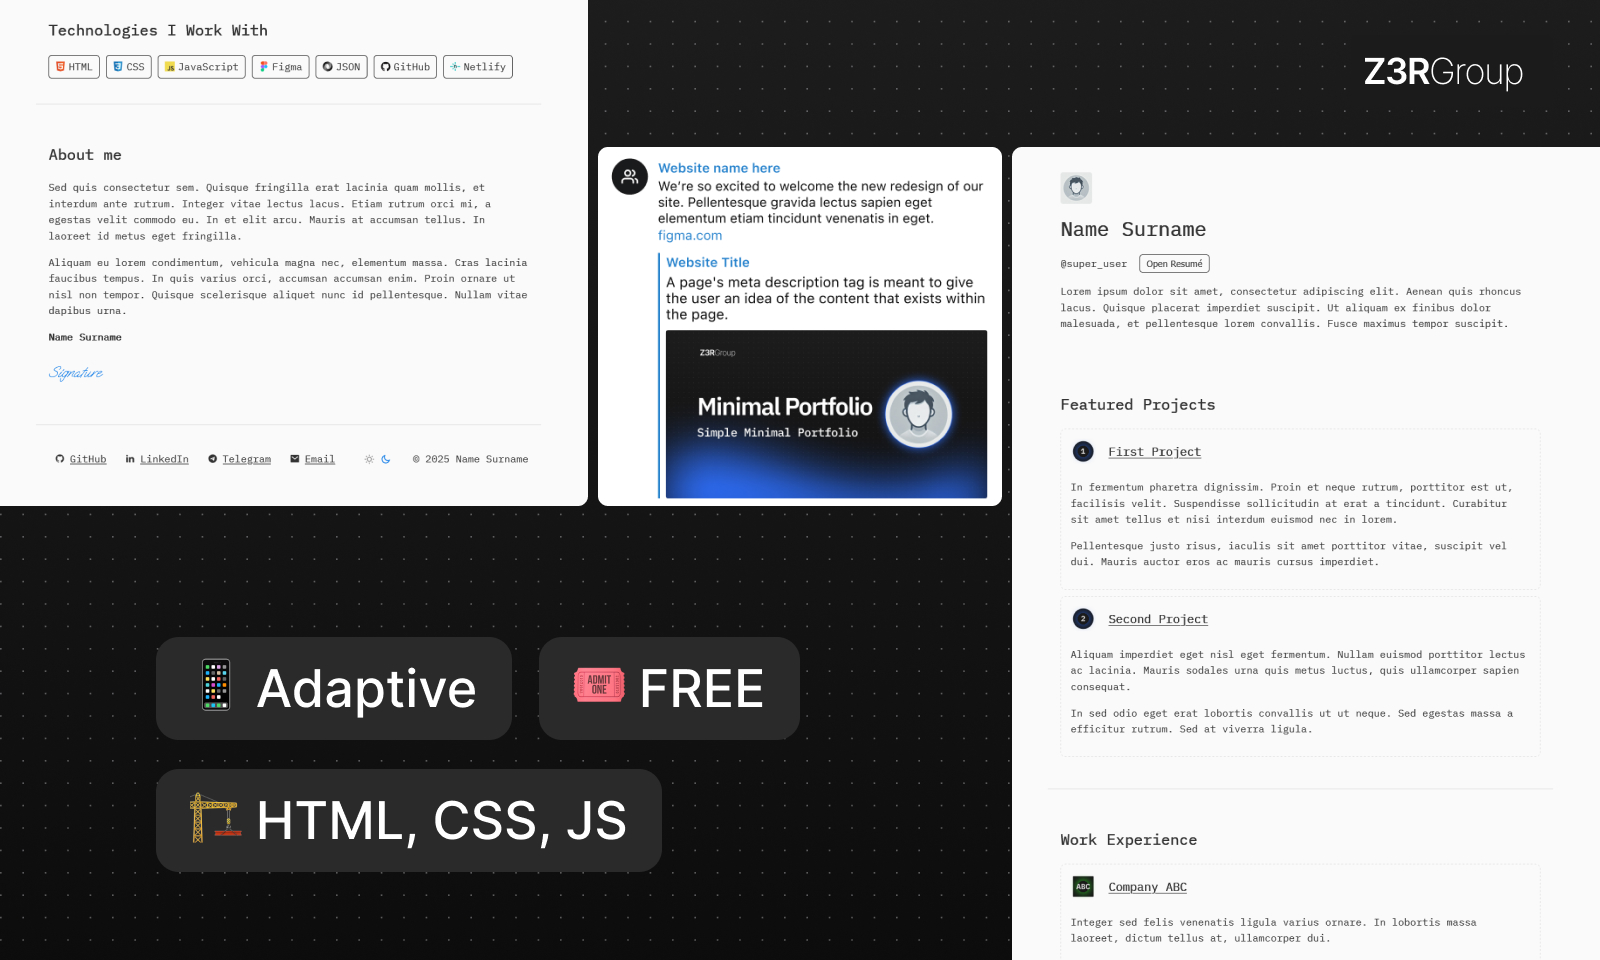 Technologies I Work With
HTML CSS JavaScript Figma JSON GitHub Netlify
About me
Sed quis consectetur sem. Quisque fringilla erat lacinia quam mollis, et
interdum ante rutrum. Integer vitae lectus lacus. Etiam rutrum orci mi, a
egestas velit commodo eu. In et elit arcu. Mauris at accumsan tellus. In
laoreet id metus eget fringilla.
Aliquam eu lorem condimentum, vehicula magna nec, elementum massa. Cras lacinia
faucibus tempus. In quis varius orci, accumsan accumsan enim. Proin ornare ut
nisl non tempor. Quisque scelerisque aliquet nunc id pellentesque. Nullam vitae
dapibus urna.
Name Surname
Signature
GitHub LinkedIn Telegram Email © 2025 Name Surname
Website name here
We're so excited to welcome the new redesign of our
site. Pellentesque gravida lectus sapien eget
elementum etiam tincidunt venenatis in eget.
figma.com
Website Title
A page's meta description tag is meant to give
the user an idea of the content that exists within
the page.
Z3RGroup
Minimal Portfolio
Simple Minimal Portfolio
Z3RGroup
Name Surname
@super_user Open Resumé
Lorem ipsum dolor sit amet, consectetur adipiscing elit. Aenean quis rhoncus
lacus. Quisque placerat imperdiet suscipit. Ut aliquam ex finibus dolor
malesuada, et pellentesque lorem convallis. Fusce maximus tempor suscipit.
Featured Projects
1 First Project
In fermentum pharetra dignissim. Proin et neque rutrum, porttitor est ut,
facilisis velit. Suspendisse sollicitudin at erat a tincidunt. Curabitur
sit amet tellus et nisi interdum euismod nec in lorem.
Pellentesque justo risus, iaculis sit amet porttitor vitae, suscipit vel
dui. Mauris auctor eros ac mauris cursus imperdiet.
2 Second Project
Aliquam imperdiet eget nisl eget fermentum. Nullam euismod porttitor lectus
ac lacinia. Mauris sodales urna quis metus luctus, quis ullamcorper sapien
consequat.
In sed odio eget erat lobortis convallis ut ut neque. Sed egestas massa a
efficitur rutrum. Sed at viverra ligula.
Work Experience
ABC Company ABC
Integer sed felis venenatis ligula varius ornare. In lobortis massa
laoreet, dictum tellus at, ullamcorper dui.
Adaptive
ADMIT ONE FREE
HTML, CSS, JS